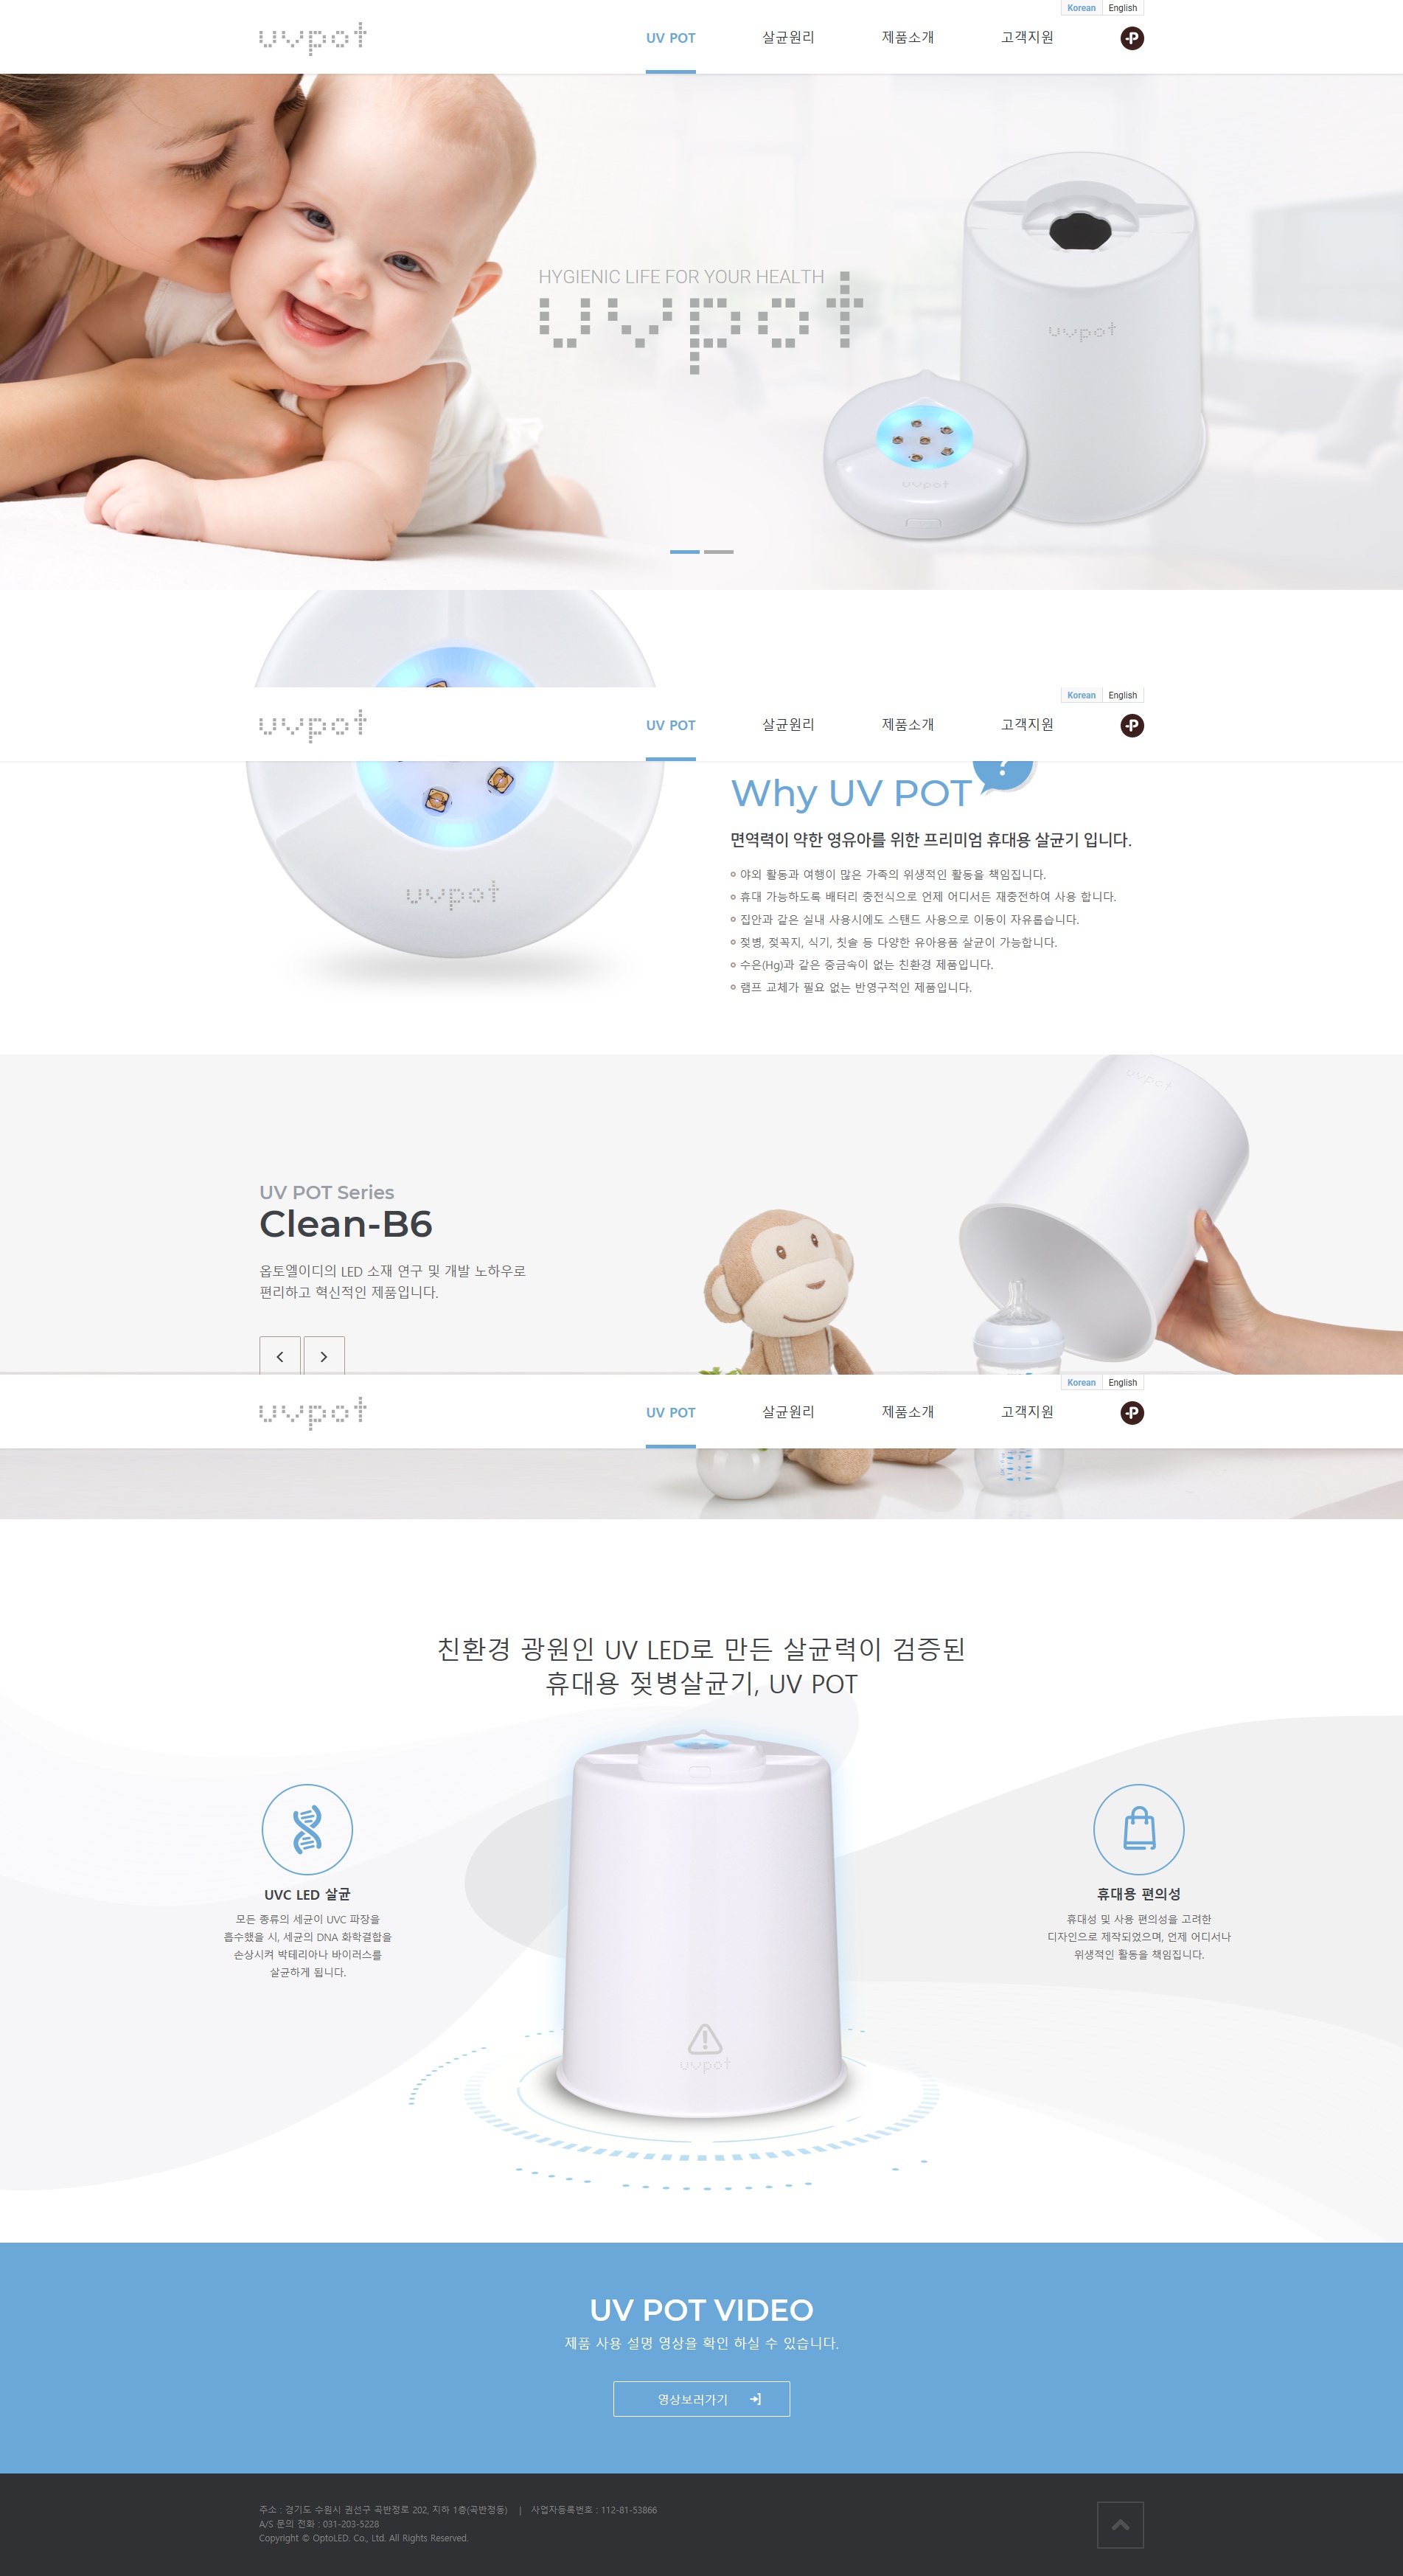 Korean English
uvpot
UV POT 살균원리 제품소개 고객지원 P
HYGIENIC LIFE FOR YOUR HEALTH
uvpot
uvpot
uvpot
Korean English
uvpot
UV POT 살균원리 제품소개 고객지원 P
?
Why UV POT
면역력이 약한 영유아를 위한 프리미엄 휴대용 살균기 입니다.
야외 활동과 여행이 많은 가족의 위생적인 활동을 책임집니다.
휴대 가능하도록 배터리 충전식으로 언제 어디서든 재충전하여 사용 합니다.
uvpot
집안과 같은 실내 사용시에도 스탠드 사용으로 이동이 자유롭습니다.
젖병, 젖꼭지, 식기, 칫솔 등 다양한 유아용품 살균이 가능합니다.
수은(Hg)과 같은 중금속이 없는 친환경 제품입니다.
램프 교체가 필요 없는 반영구적인 제품입니다.
uvpot
UV POT Series
Clean-B6
옵토엘이디의 LED 소재 연구 및 개발 노하우로
편리하고 혁신적인 제품입니다.
Korean English
uvpot
UV POT 살균원리 제품소개 고객지원 P
친환경 광원인 UV LED로 만든 살균력이 검증된
휴대용 젖병살균기, UV POT
UVC LED 살균
모든 종류의 세균이 UVC 파장을
흡수했을 시, 세균의 DNA 화학결합을
손상시켜 박테리아나 바이러스를
살균하게 됩니다.
휴대용 편의성
휴대성 및 사용 편의성을 고려한
디자인으로 제작되었으며, 언제 어디서나
위생적인 활동을 책임집니다.
uvpot
UV POT VIDEO
제품 사용 설명 영상을 확인 하실 수 있습니다.
영상보러가기
주소 : 경기도 수원시 권선구 곡반정로 202, 지하 1층(곡반정동) | 사업자등록번호 : 112-81-53866
A/S 문의 전화 : 031-203-5228
Copyright © OptoLED. Co., Ltd. All Rights Reserved.